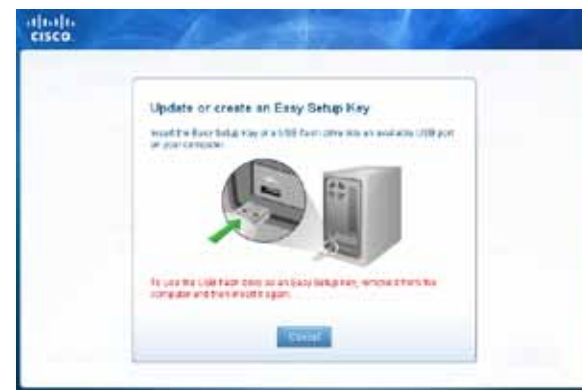 CISCO
Update or create an Easy Setup Key
Insert the Easy Setup Key or a USB flash drive into an available USB port
on your computer.
To use the USB flash drive as an Easy Setup Key, remove it from the
computer and then insert it again.
Cancel